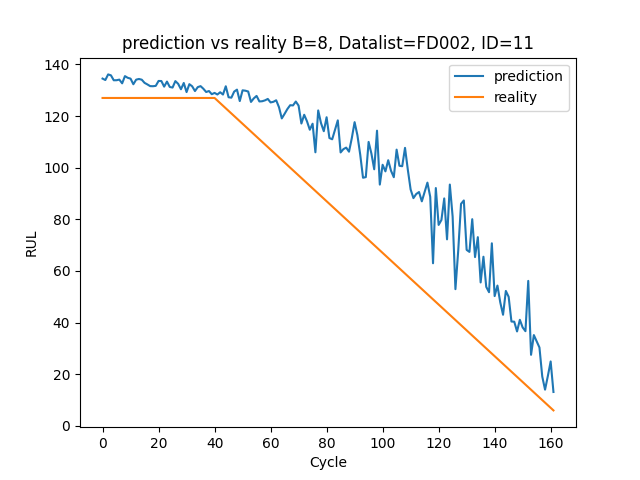 prediction vs reality B=8, Datalist=FD002, ID=11
prediction
reality
RUL
140
120
100
80
60
40
20
0
0 20 40 60 80 100 120 140 160
Cycle